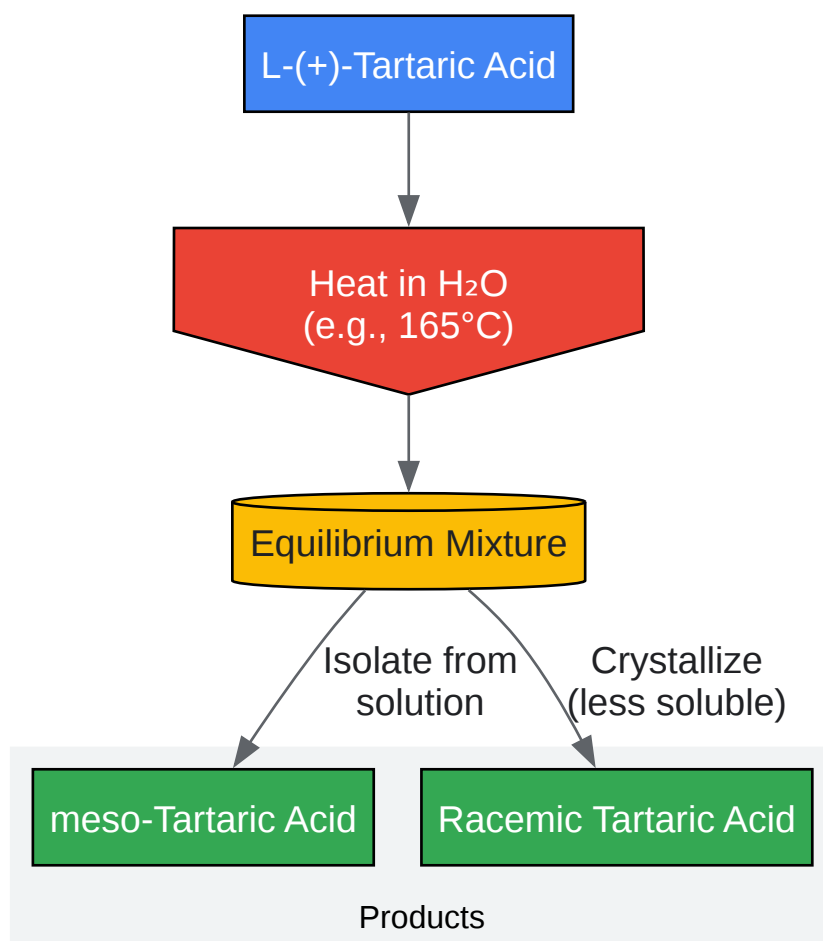 L-(+)-Tartaric Acid
Heat in H₂O
(e.g., 165°C)
Equilibrium Mixture
Isolate from
solution
Crystallize
(less soluble)
meso-Tartaric Acid
Racemic Tartaric Acid
Products